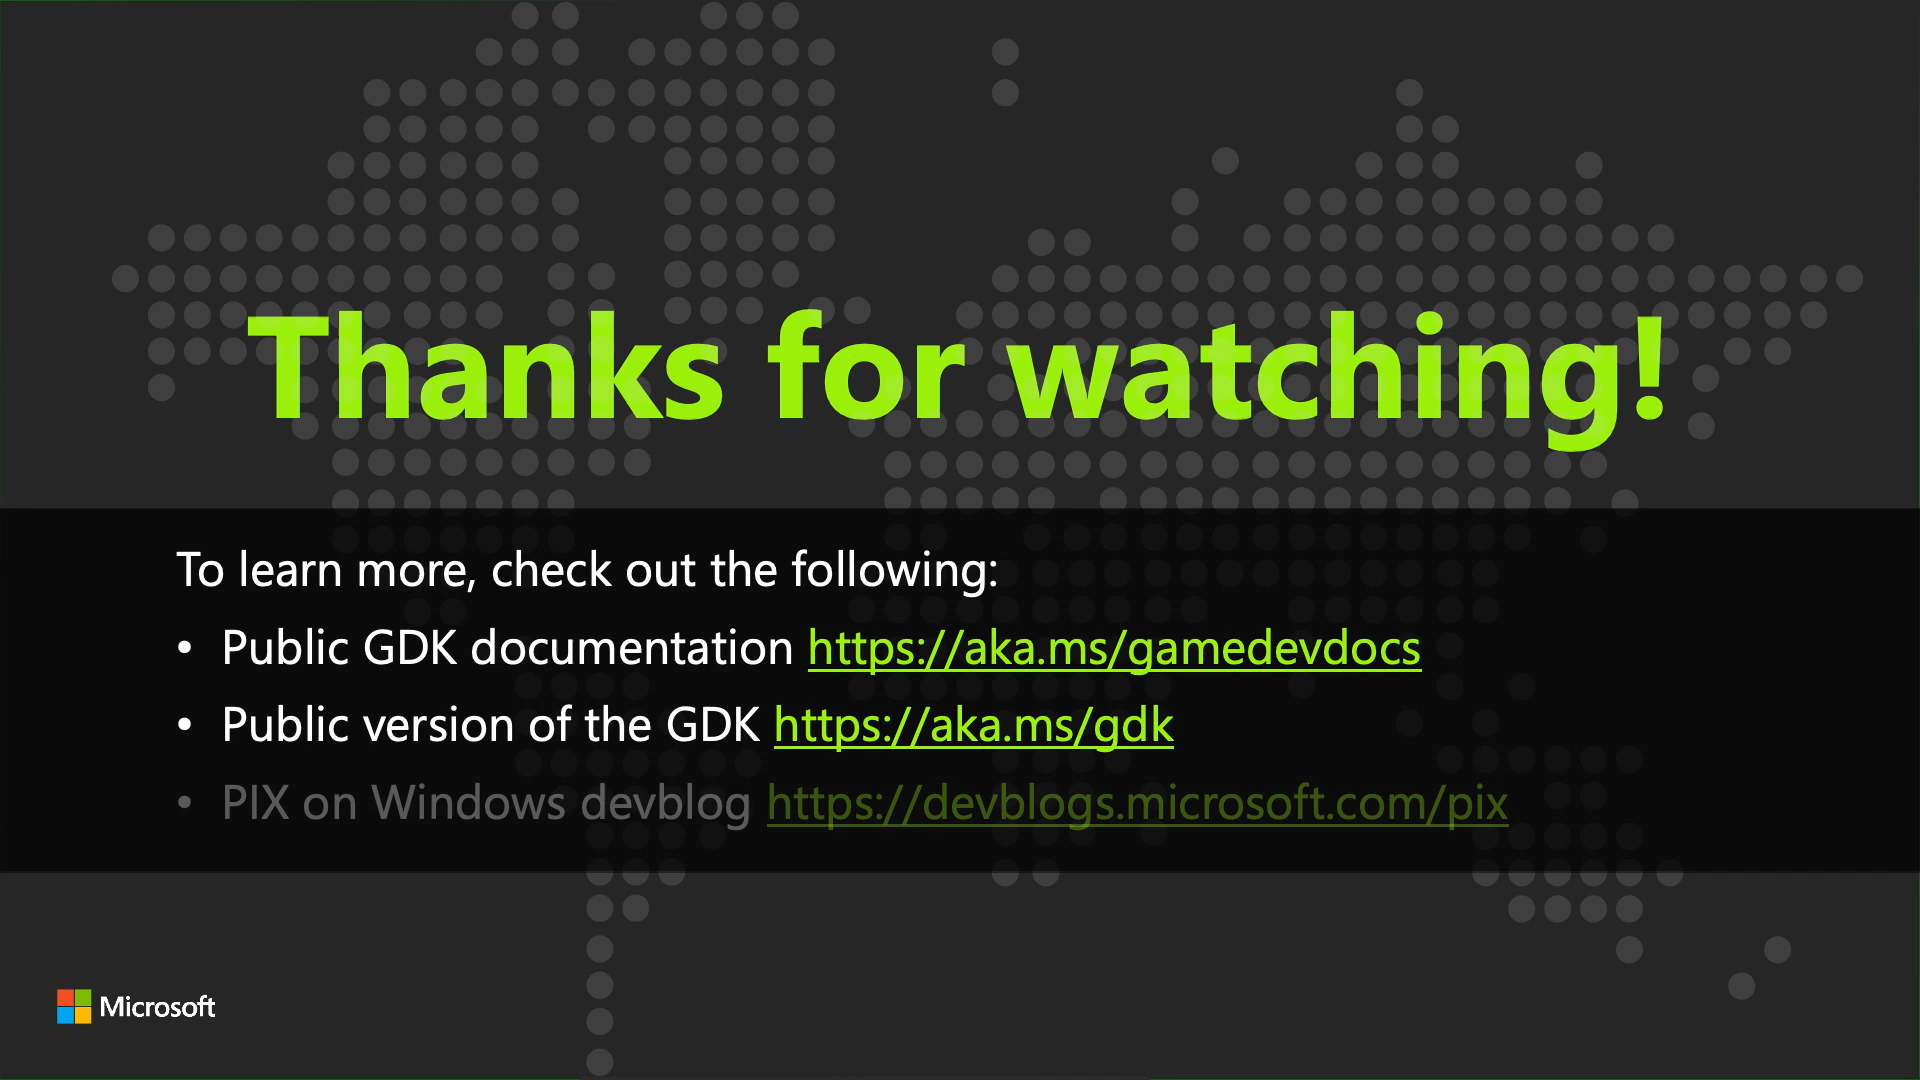 Thanks for watching!
To learn more, check out the following:
• Public GDK documentation https://aka.ms/gamedevdocs
• Public version of the GDK https://aka.ms/gdk
• PIX on Windows devblog https://devblogs.microsoft.com/pix
Microsoft